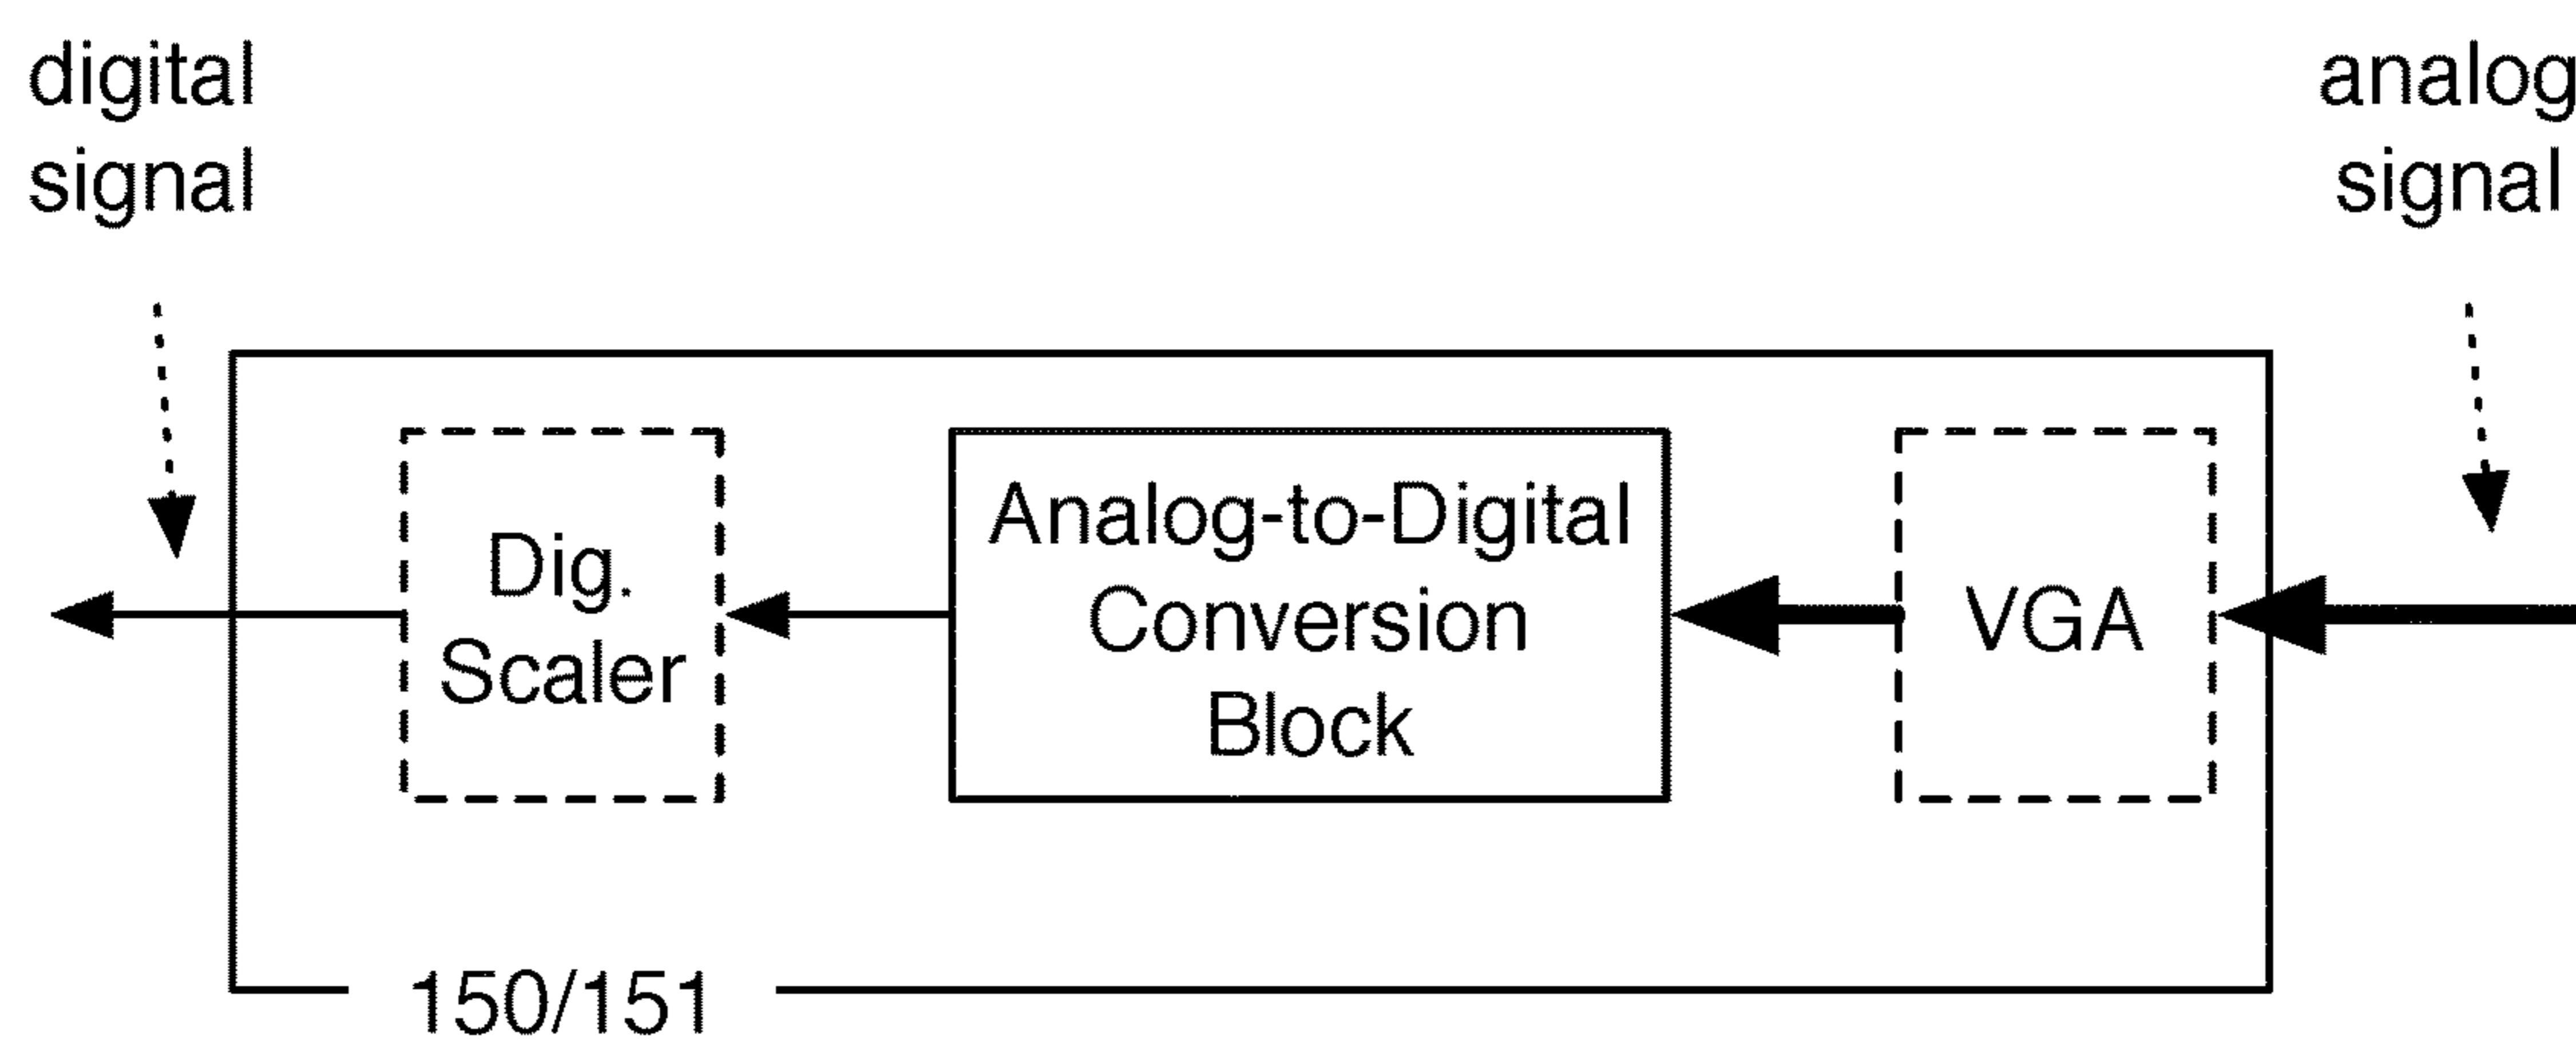 digital
signal
analog
signal
Dig.
Scaler
Analog-to-Digital
Conversion
Block
VGA
150/151